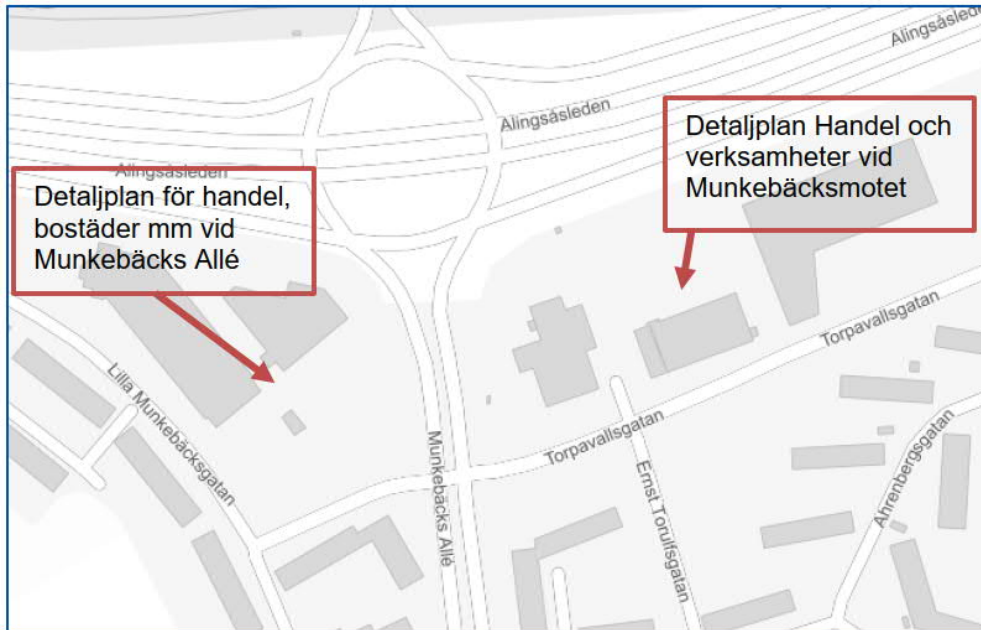 Alingsåsleden
Alingsåsleden
Alingsåsleden
Detaljplan Handel och
verksamheter vid
Munkebäcksmotet
Detaljplan för handel,
bostäder mm vid
Munkebäcks Allé
Torpavallsgatan
Lilla Munkebäcksgatan
Torpavallsgatan
Munkebäcks Allé
Ernst Torulfsgatan
Ahrenbergsgatan